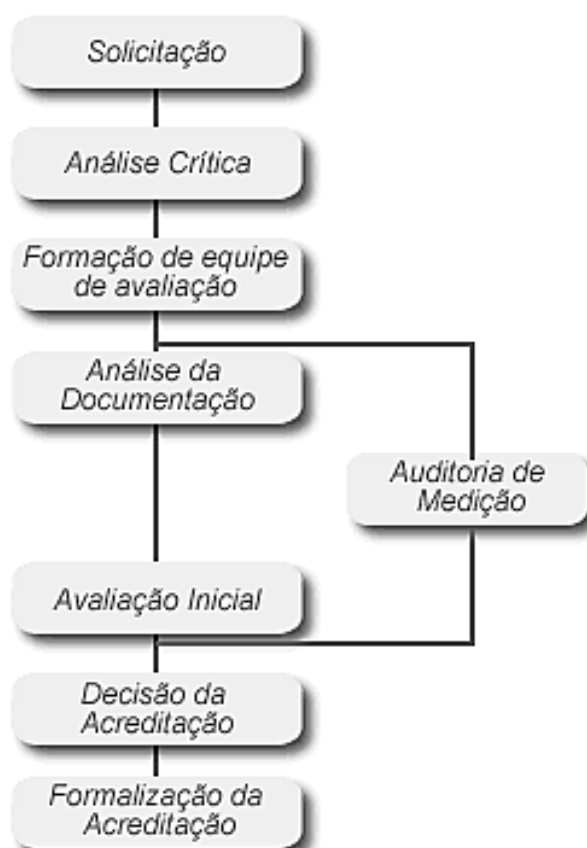 Solicitação
Análise Crítica
Formação de equipe
de avaliação
Análise da
Documentação
Auditoria de
Medição
Avaliação Inicial
Decisão da
Acreditação
Formalização da
Acreditação